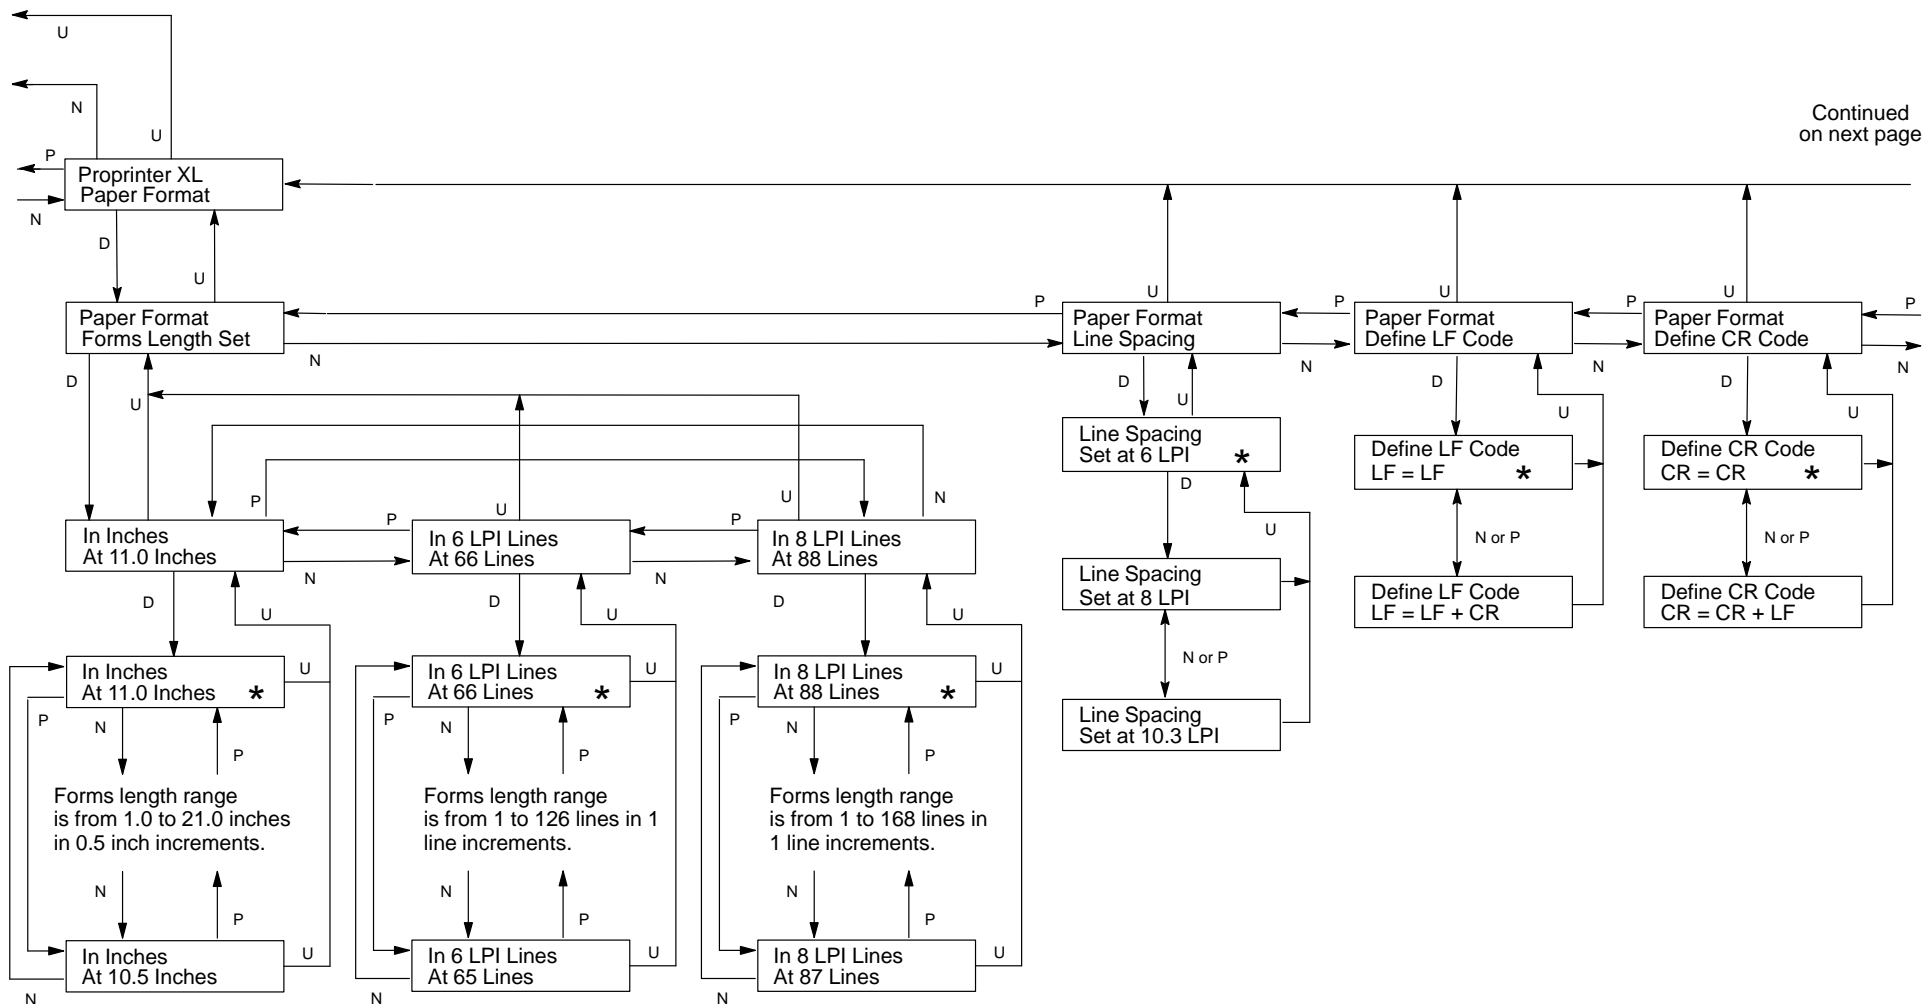 U
N
U
Continued
on next page
P
Proprinter XL
Paper Format
N
D
U
Paper Format
Forms Length Set
P
U
Paper Format
Line Spacing
P
U
Paper Format
Define LF Code
P
U
Paper Format
Define CR Code
P
N
N
N
N
D
U
D
U
D
U
D
U
Line Spacing
Set at 6 LPI *
Define LF Code
LF = LF *
Define CR Code
CR = CR *
D
P
U
U
N
In Inches
At 11.0 Inches
P
In 6 LPI Lines
At 66 Lines
P
In 8 LPI Lines
At 88 Lines
U
N or P
N or P
N
N
Line Spacing
Set at 8 LPI
Define LF Code
LF = LF + CR
Define CR Code
CR = CR + LF
D
U
D
U
D
U
In Inches
At 11.0 Inches *
U
In 6 LPI Lines
At 66 Lines *
U
In 8 LPI Lines
At 88 Lines *
U
N or P
P
N
P
P
N
P
P
N
P
Line Spacing
Set at 10.3 LPI
Forms length range
is from 1.0 to 21.0 inches
in 0.5 inch increments.
Forms length range
is from 1 to 126 lines in 1
line increments.
Forms length range
is from 1 to 168 lines in
1 line increments.
N
P
N
P
N
P
In Inches
At 10.5 Inches
U
In 6 LPI Lines
At 65 Lines
U
In 8 LPI Lines
At 87 Lines
U
N
N
N